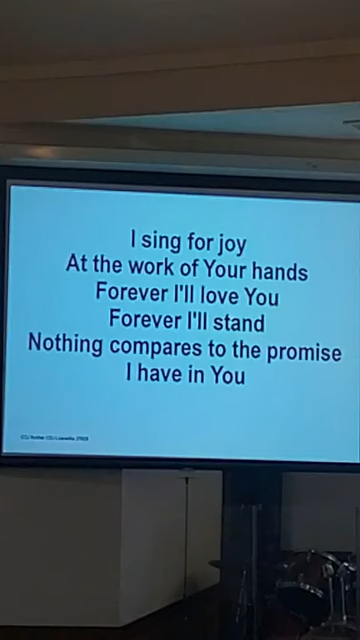 I sing for joy
At the work of Your hands
Forever I'll love You
Forever I'll stand
Nothing compares to the promise
I have in You